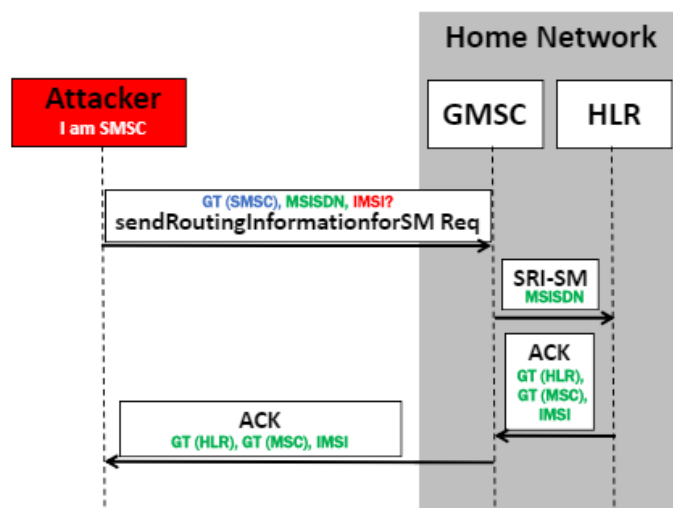 Home Network
Attacker
I am SMSC
GMSC
HLR
GT (SMSC), MSISDN, IMSI?
sendRoutingInformationforSM Req
SRI-SM
MSISDN
ACK
GT (HLR),
GT (MSC),
IMSI
ACK
GT (HLR), GT (MSC), IMSI